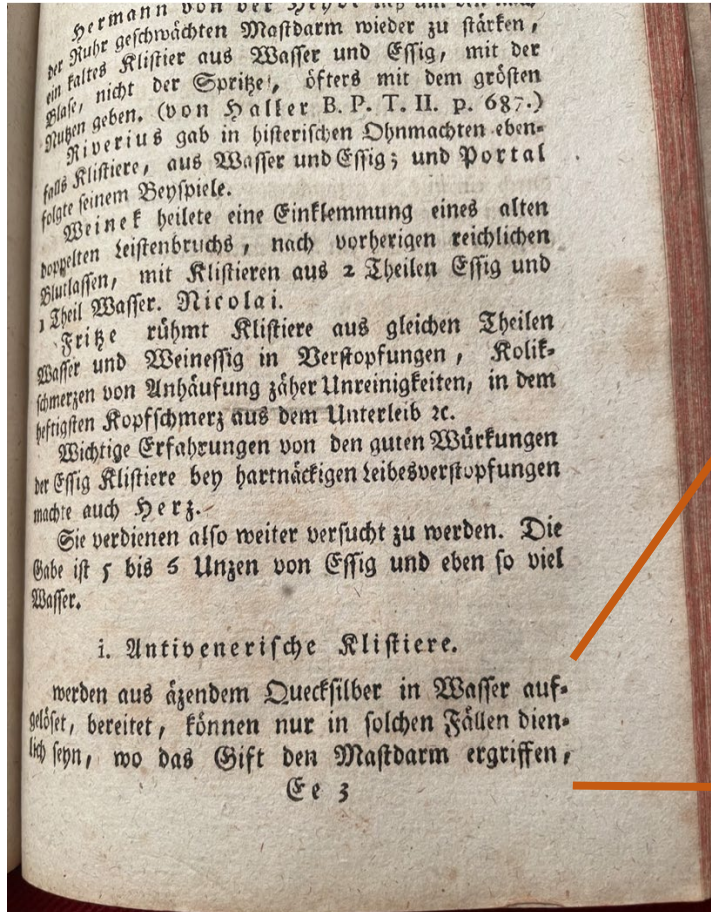 Hermann von der Heyde ließ um den nach
der Ruhr geschwächten Mastdarm wieder zu stärken,
ein kaltes Klistier aus Wasser und Essig, mit der
Blase, nicht der Spritze, öfters mit dem grösten
Nutzen geben. (von Haller B. P. T. II. p. 687.)
Riverius gab in histerischen Ohnmachten eben-
falls Klistiere, aus Wasser und Essig; und Portal
folgte seinem Beyspiele.
Weinek heilete eine Einklemmung eines alten
doppelten Leistenbruchs, nach vorherigen reichlichen
Blutlassen, mit Klistieren aus 2 Theilen Essig und
1 Theil Wasser. Nicolai.
Fritze rühmt Klistiere aus gleichen Theilen
Wasser und Weinessig in Verstopfungen, Kolik-
schmerzen von Anhäufung zäher Unreinigkeiten, in dem
heftigsten Kopfschmerz aus dem Unterleib ꝛc.
Wichtige Erfahrungen von den guten Würkungen
der Essig Klistiere bey hartnäckigen Leibesverstopfungen
machte auch Herz.
Sie verdienen also weiter versucht zu werden. Die
Gabe ist 5 bis 6 Unzen von Essig und eben so viel
Wasser.
i. Antivenerische Klistiere.
werden aus äzendem Quecksilber in Wasser auf-
gelöset, bereitet, können nur in solchen Fällen dien-
lich seyn, wo das Gift den Mastdarm ergriffen,
Ee 3